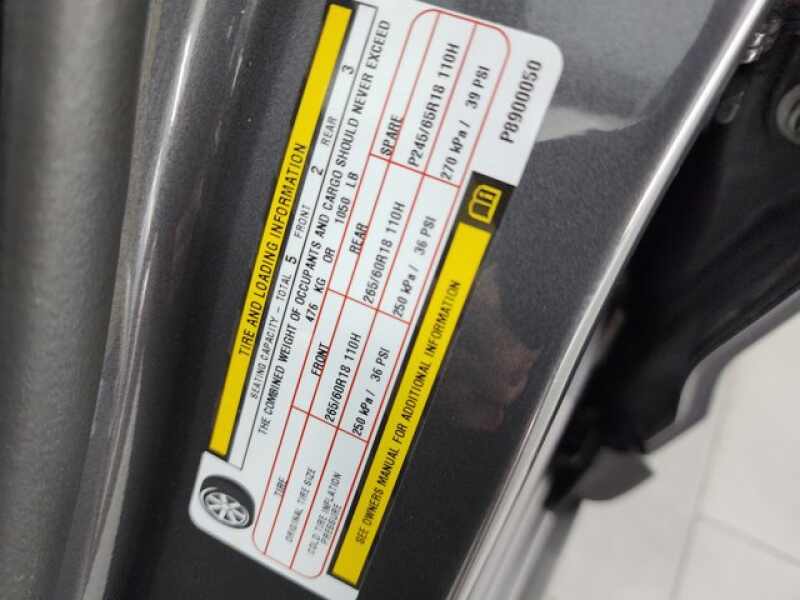 TIRE AND LOADING INFORMATION
SEATING CAPACITY - TOTAL 5 FRONT 2 REAR 3
THE COMBINED WEIGHT OF OCCUPANTS AND CARGO SHOULD NEVER EXCEED
476 KG OR 1050 LB
TIRE FRONT REAR SPARE
ORIGINAL TIRE SIZE 265/60R18 110H 265/60R18 110H P245/65R18 110H
COLD TIRE INFLATION PRESSURE 250 kPa / 36 PSI 250 kPa / 36 PSI 270 kPa / 39 PSI
SEE OWNERS MANUAL FOR ADDITIONAL INFORMATION
P8900050